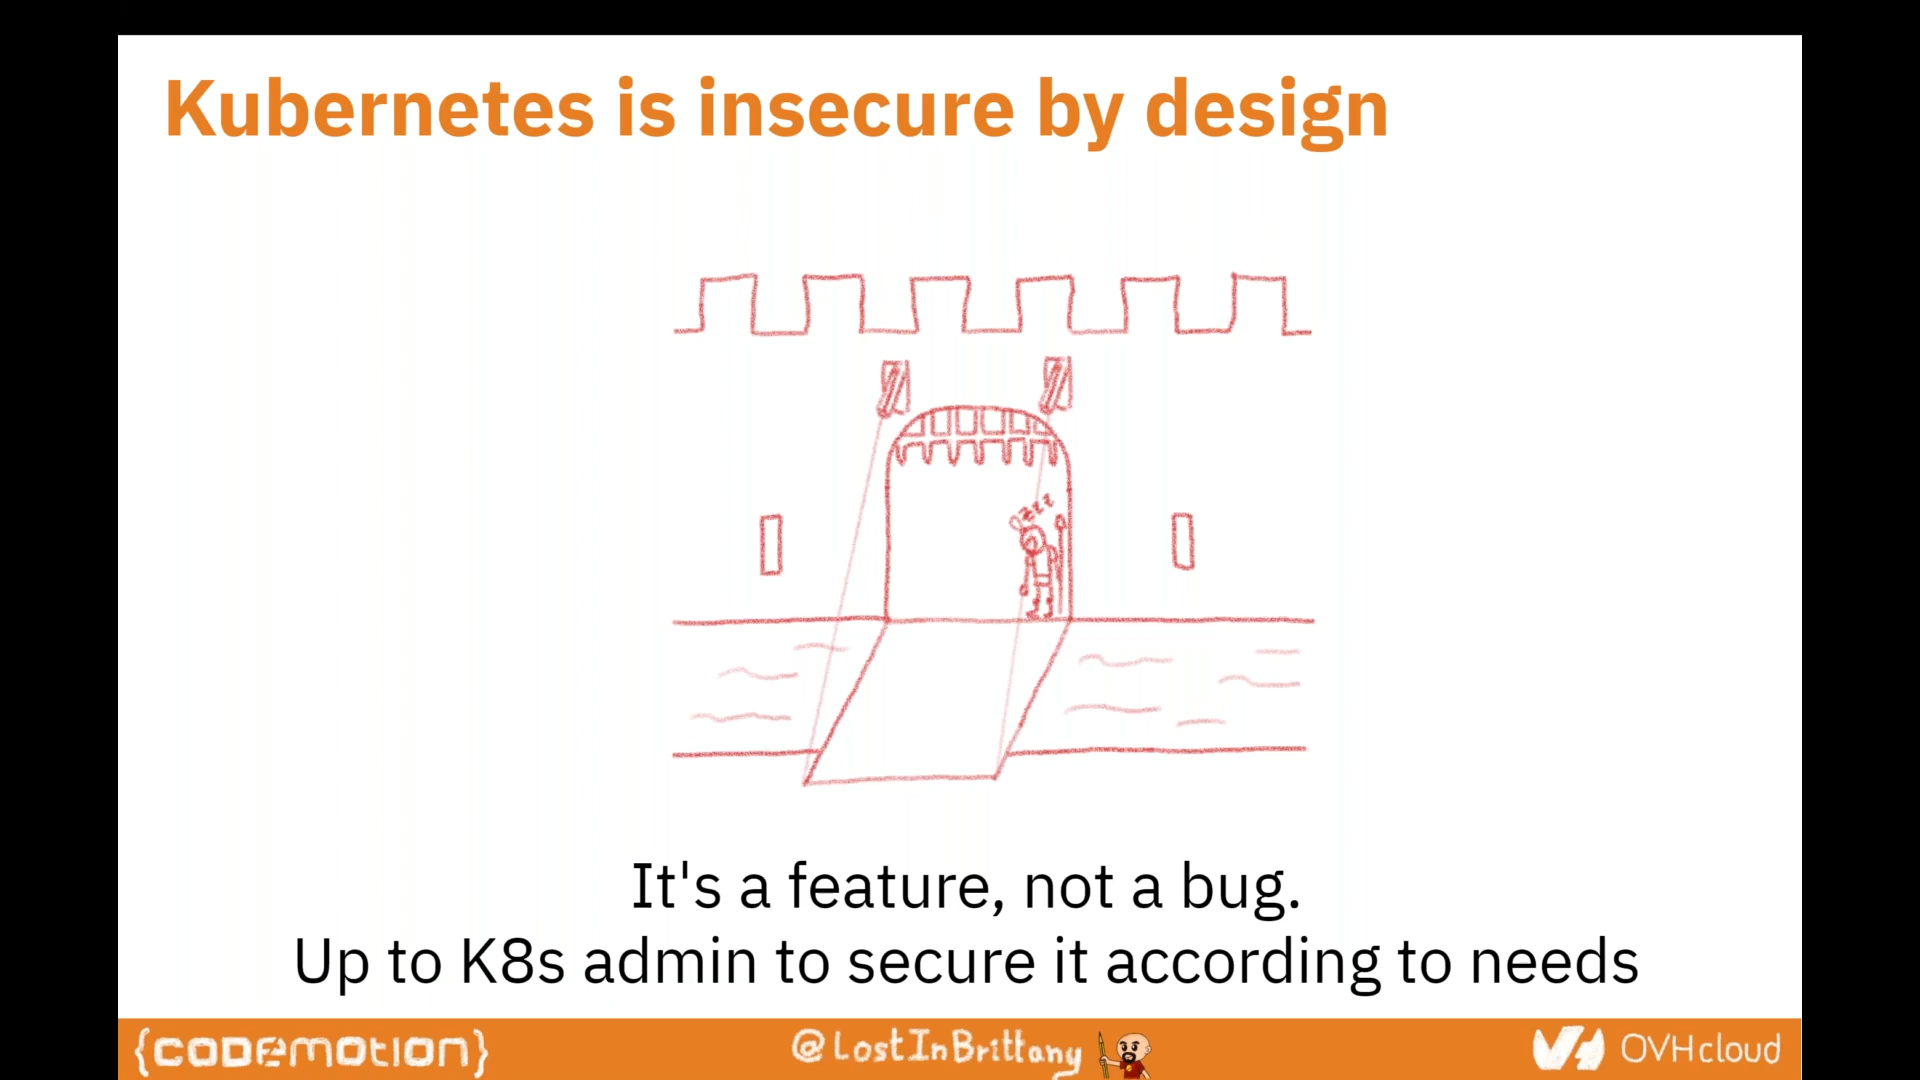 Kubernetes is insecure by design
zzz
It's a feature, not a bug.
Up to K8s admin to secure it according to needs
{codemotion}
@LostInBrittany
OVHcloud